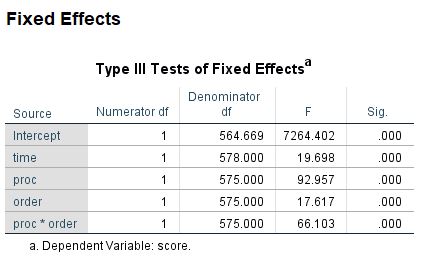 Fixed Effects
Type III Tests of Fixed Effectsa
Source Numerator df Denominator df F Sig.
Intercept 1 564.669 7264.402 .000
time 1 578.000 19.698 .000
proc 1 575.000 92.957 .000
order 1 575.000 17.617 .000
proc * order 1 575.000 66.103 .000
a. Dependent Variable: score.